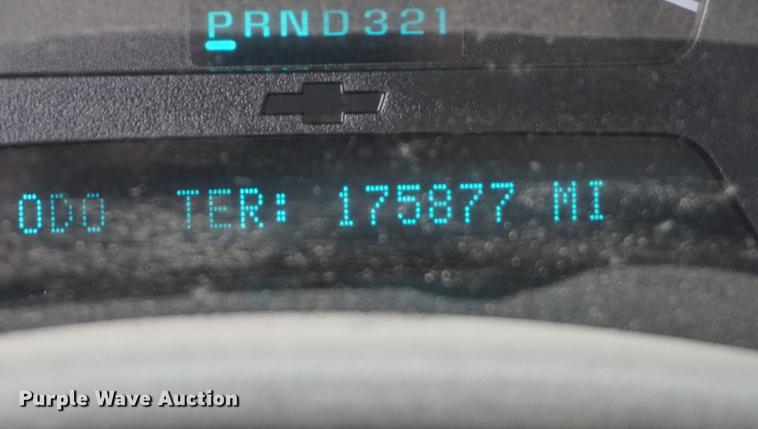 PRND321
ODO TER: 175877 MI
Purple Wave Auction